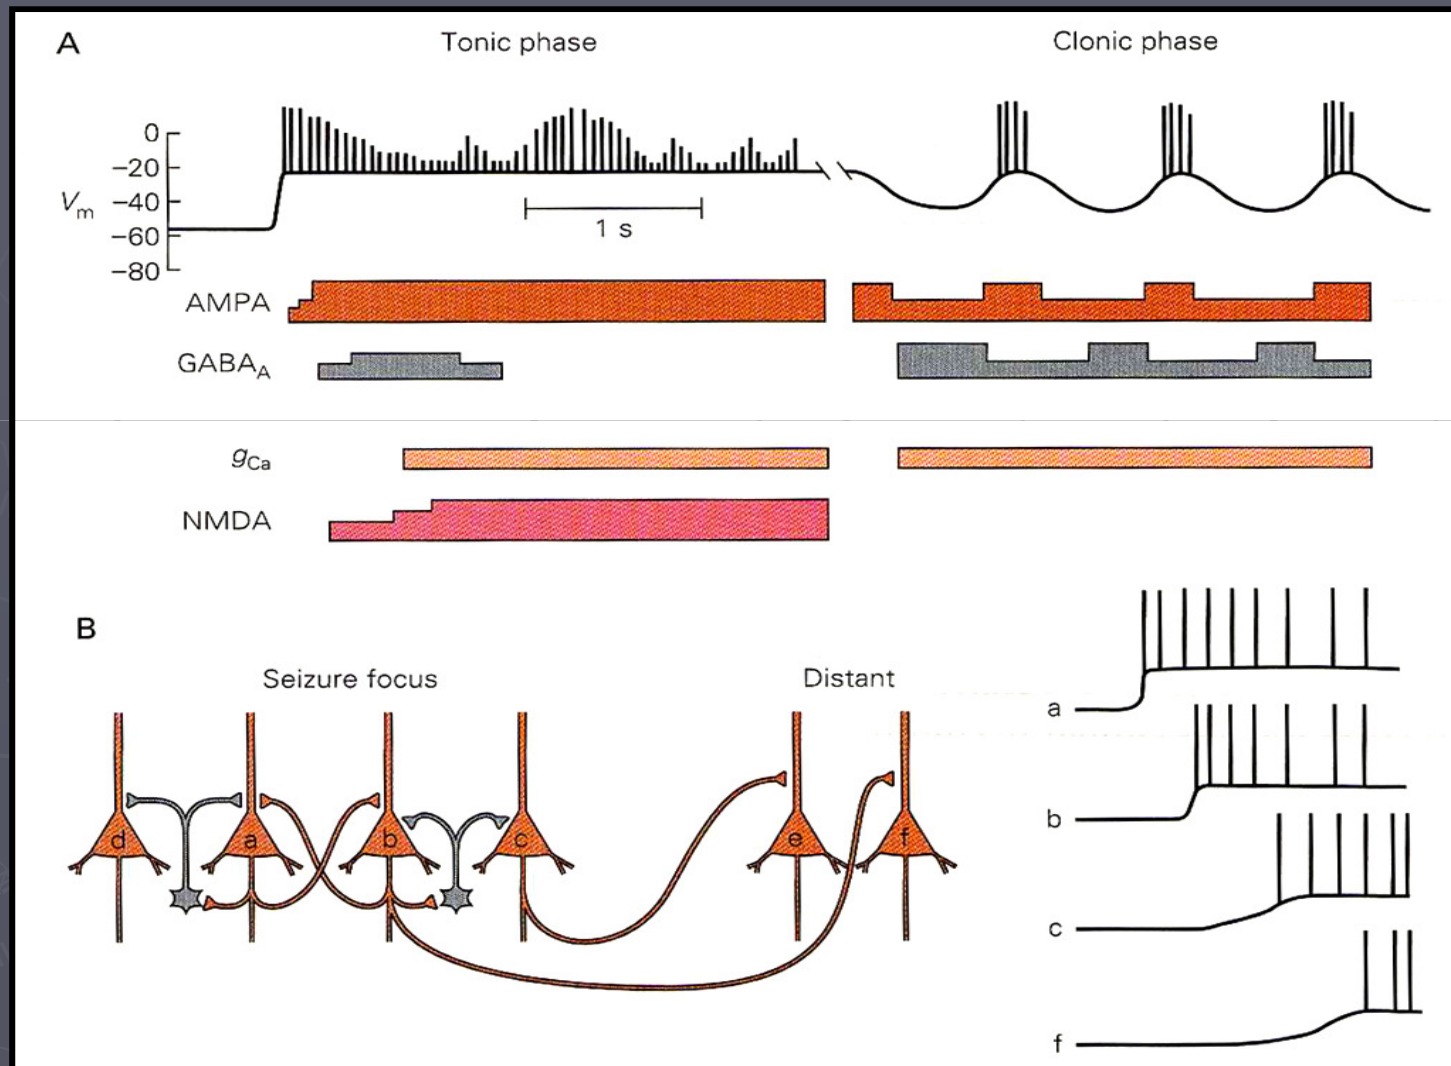 A
Tonic phase
Clonic phase
0
−20
−40
−60
−80
Vm
1 s
AMPA
GABAA
gCa
NMDA
B
Seizure focus
Distant
d
a
b
c
e
f
a
b
c
f